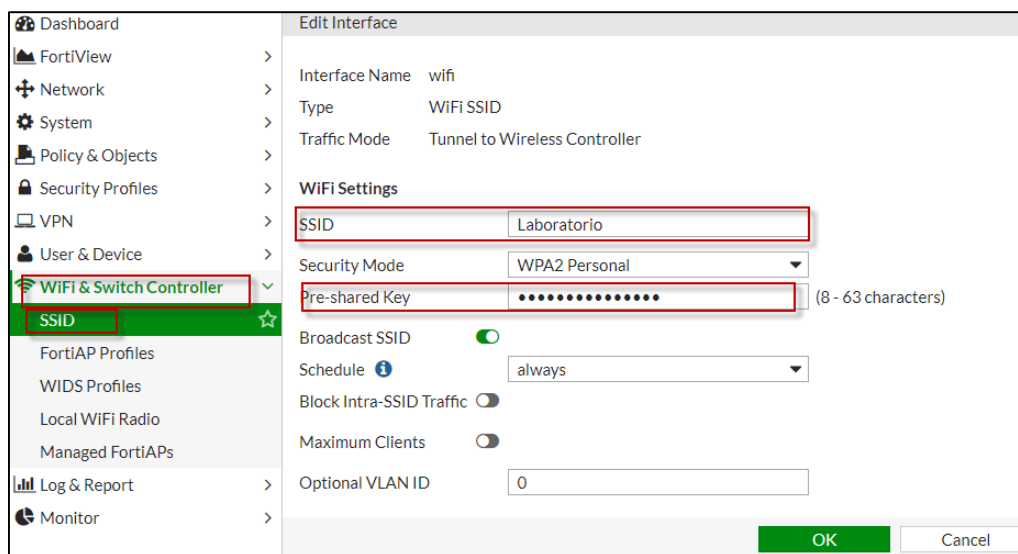 Dashboard
FortiView
Network
System
Policy & Objects
Security Profiles
VPN
User & Device
WiFi & Switch Controller
SSID
FortiAP Profiles
WIDS Profiles
Local WiFi Radio
Managed FortiAPs
Log & Report
Monitor
Edit Interface
Interface Name wifi
Type WiFi SSID
Traffic Mode Tunnel to Wireless Controller
WiFi Settings
SSID Laboratorio
Security Mode WPA2 Personal
Pre-shared Key ••••••••••••••• (8 - 63 characters)
Broadcast SSID
Schedule always
Block Intra-SSID Traffic
Maximum Clients
Optional VLAN ID 0
OK Cancel